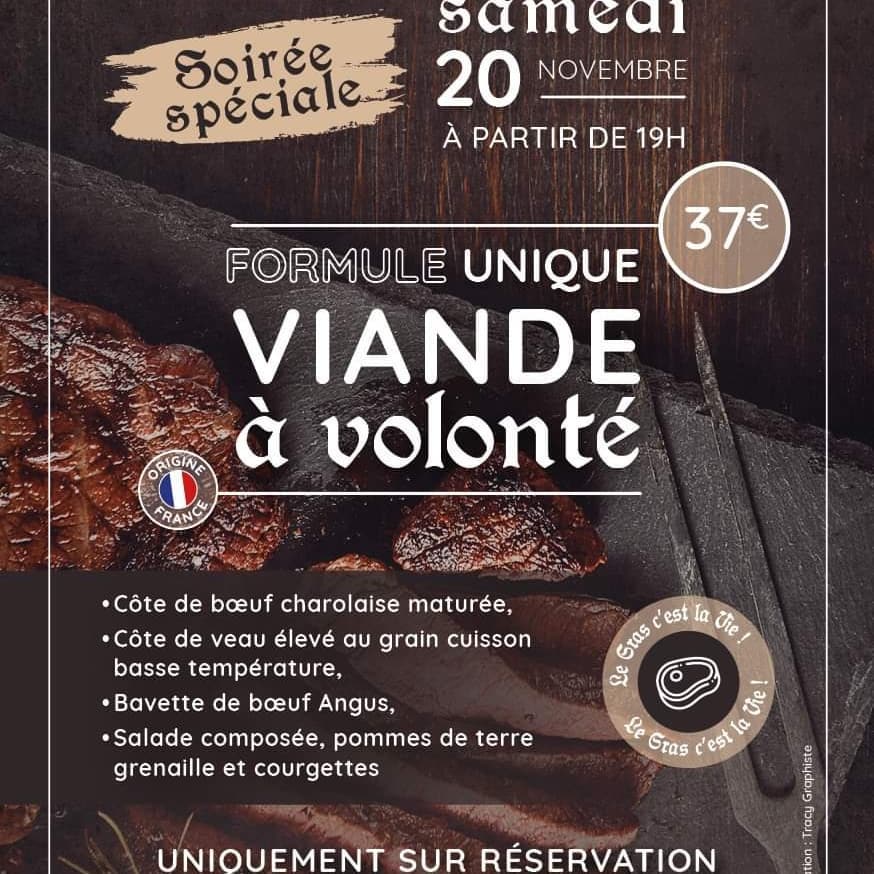 Soirée
spéciale
samedi
20 NOVEMBRE
À PARTIR DE 19H
37€
FORMULE UNIQUE
VIANDE
à volonté
ORIGINE
FRANCE
•Côte de bœuf charolaise maturée,
•Côte de veau élevé au grain cuisson
basse température,
•Bavette de bœuf Angus,
•Salade composée, pommes de terre
grenaille et courgettes
Le Gras c'est la Vie !
Le Gras c'est la Vie !
: Tracy Graphiste
UNIQUEMENT SUR RÉSERVATION